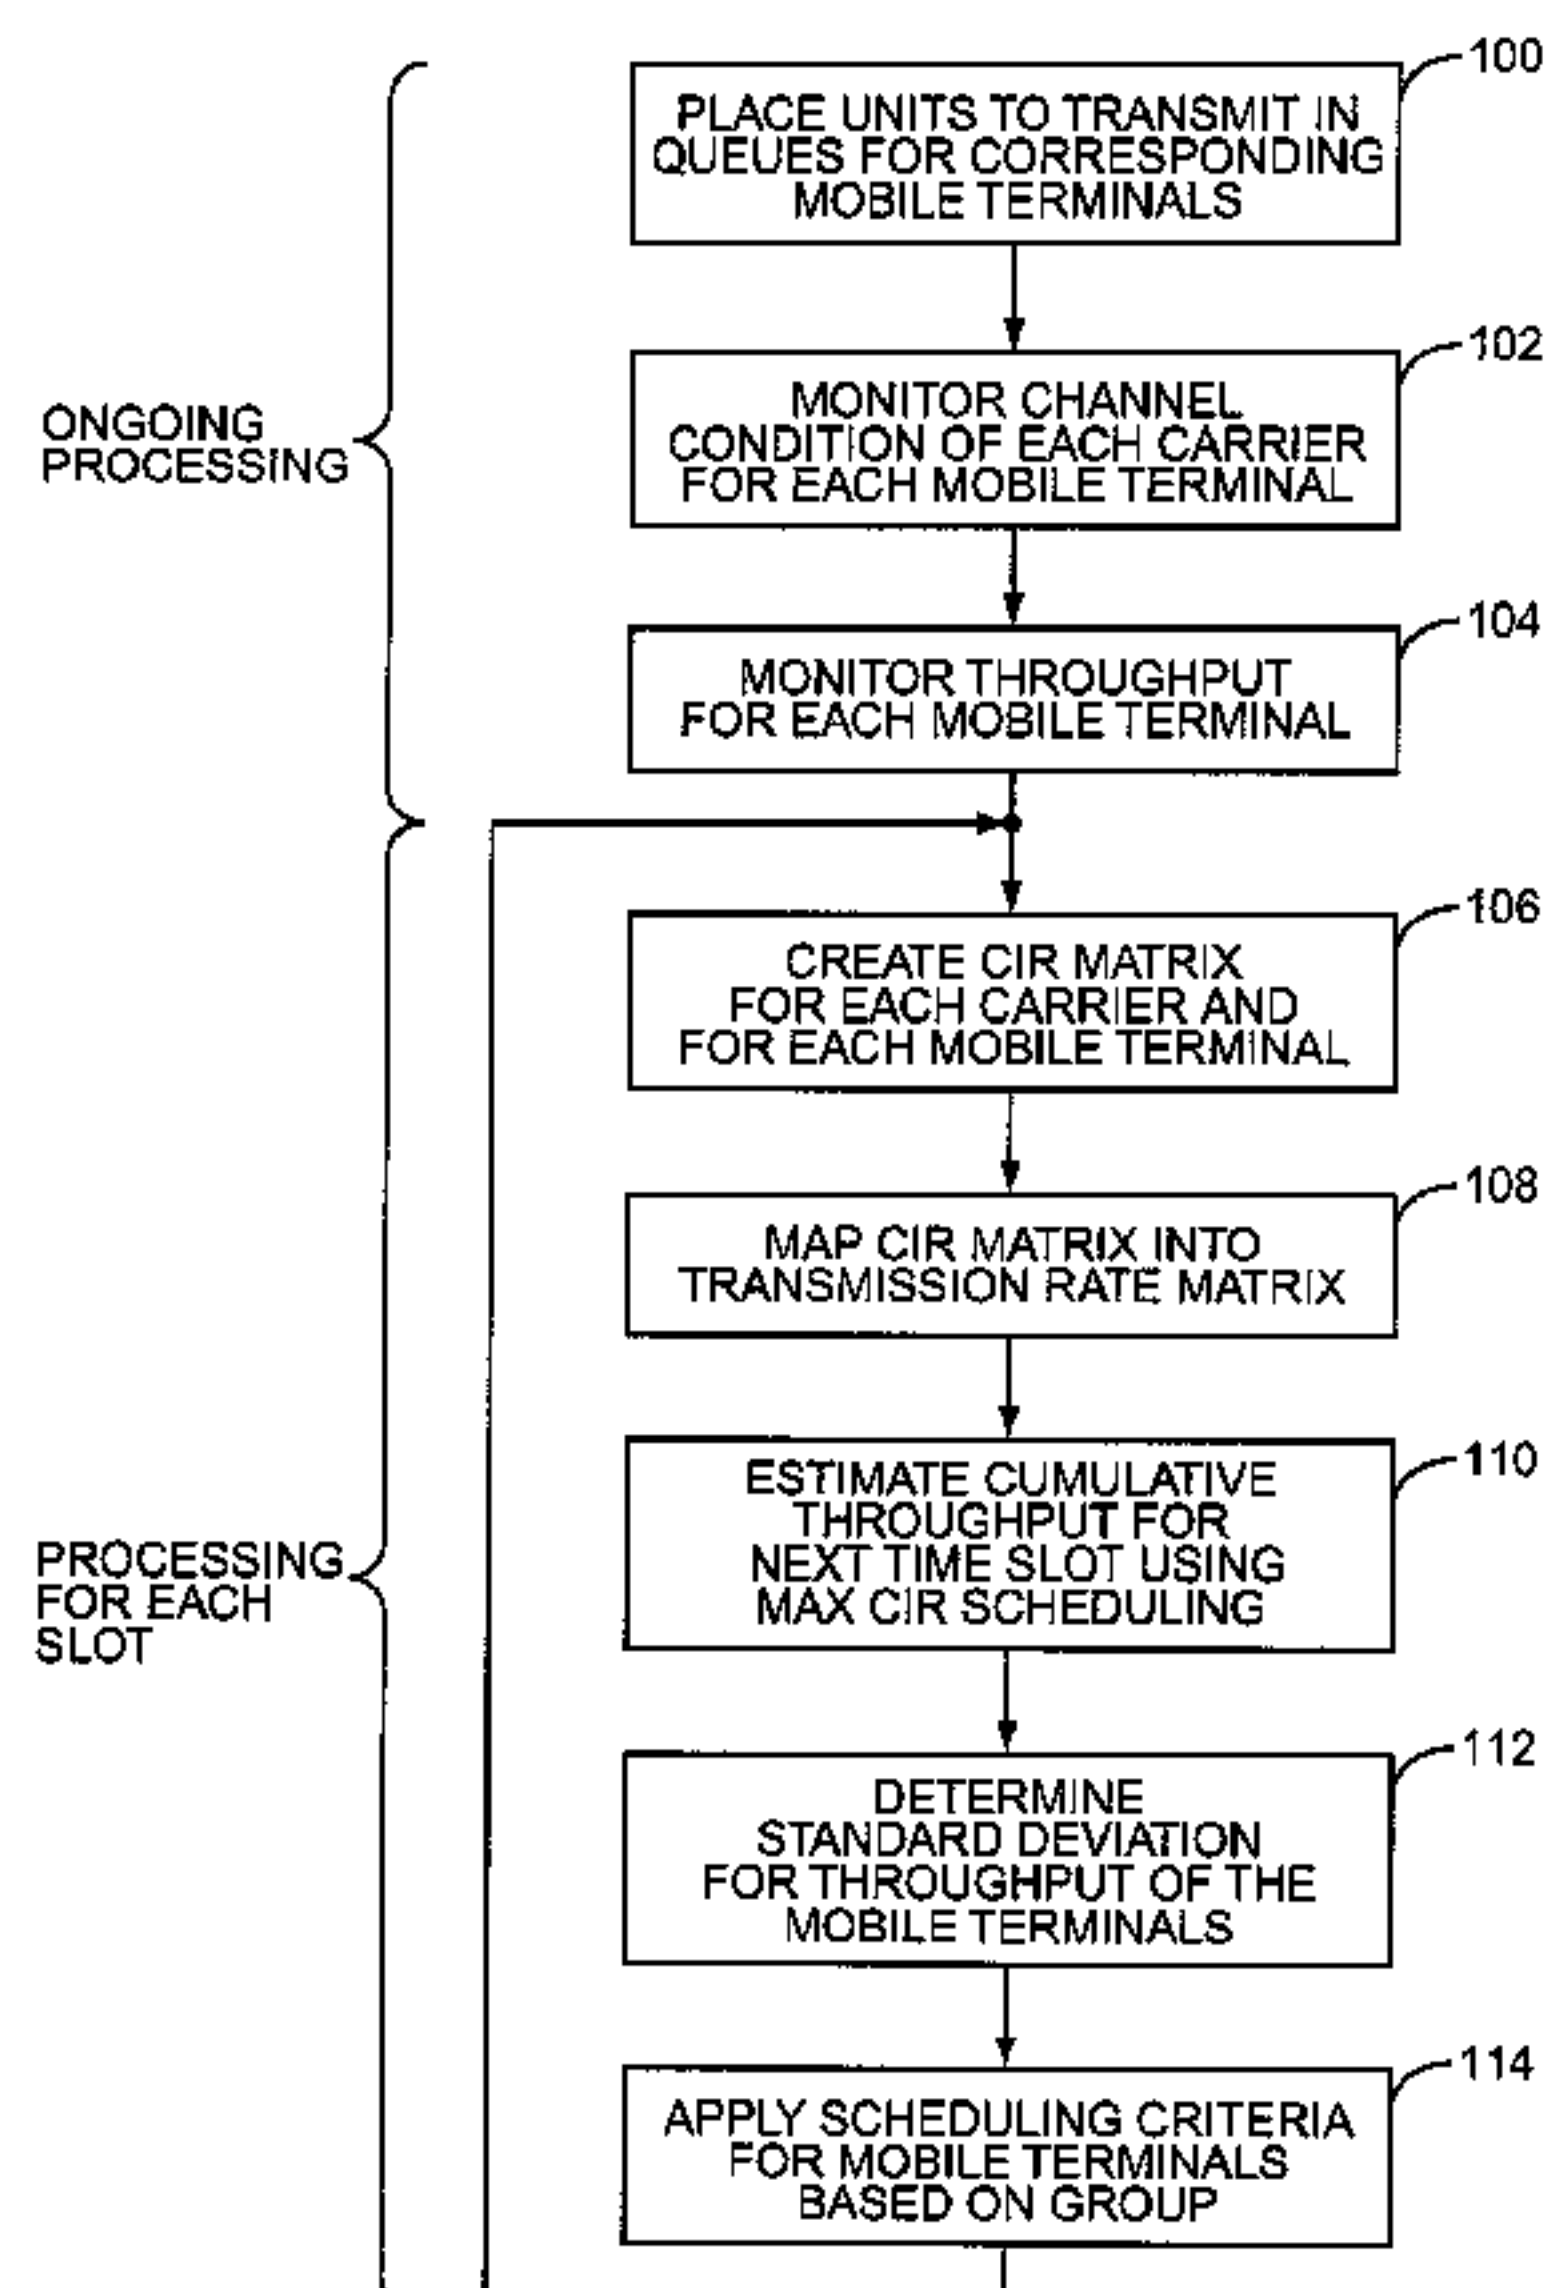 100
PLACE UNITS TO TRANSMIT IN
QUEUES FOR CORRESPONDING
MOBILE TERMINALS
102
MONITOR CHANNEL
CONDITION OF EACH CARRIER
FOR EACH MOBILE TERMINAL
ONGOING
PROCESSING
104
MONITOR THROUGHPUT
FOR EACH MOBILE TERMINAL
106
CREATE CIR MATRIX
FOR EACH CARRIER AND
FOR EACH MOBILE TERMINAL
108
MAP CIR MATRIX INTO
TRANSMISSION RATE MATRIX
110
ESTIMATE CUMULATIVE
THROUGHPUT FOR
NEXT TIME SLOT USING
MAX CIR SCHEDULING
PROCESSING
FOR EACH
SLOT
112
DETERMINE
STANDARD DEVIATION
FOR THROUGHPUT OF THE
MOBILE TERMINALS
114
APPLY SCHEDULING CRITERIA
FOR MOBILE TERMINALS
BASED ON GROUP